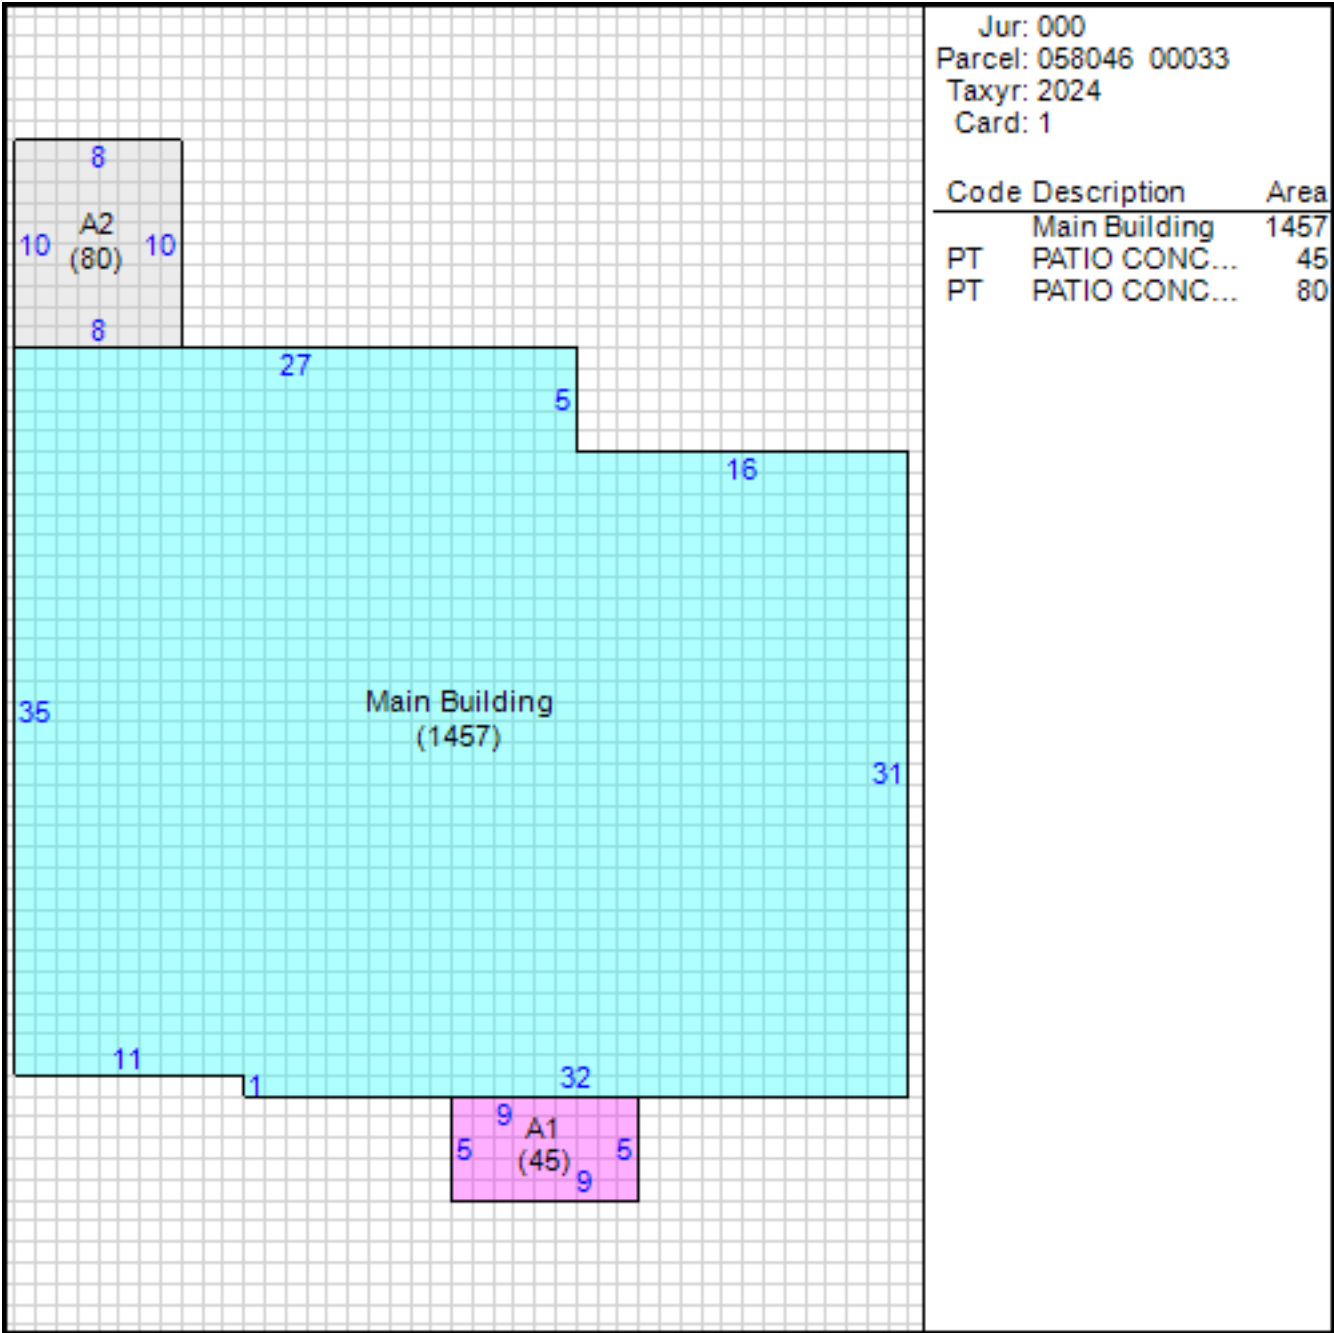 Jur: 000
Parcel: 058046 00033
Taxyr: 2024
Card: 1
Code Description Area
Main Building 1457
PT PATIO CONC... 45
PT PATIO CONC... 80
8
A2
10 10
(80)
8
27
5
16
Main Building
35
(1457)
31
11
32
1
9
A1
5 5
(45)
9